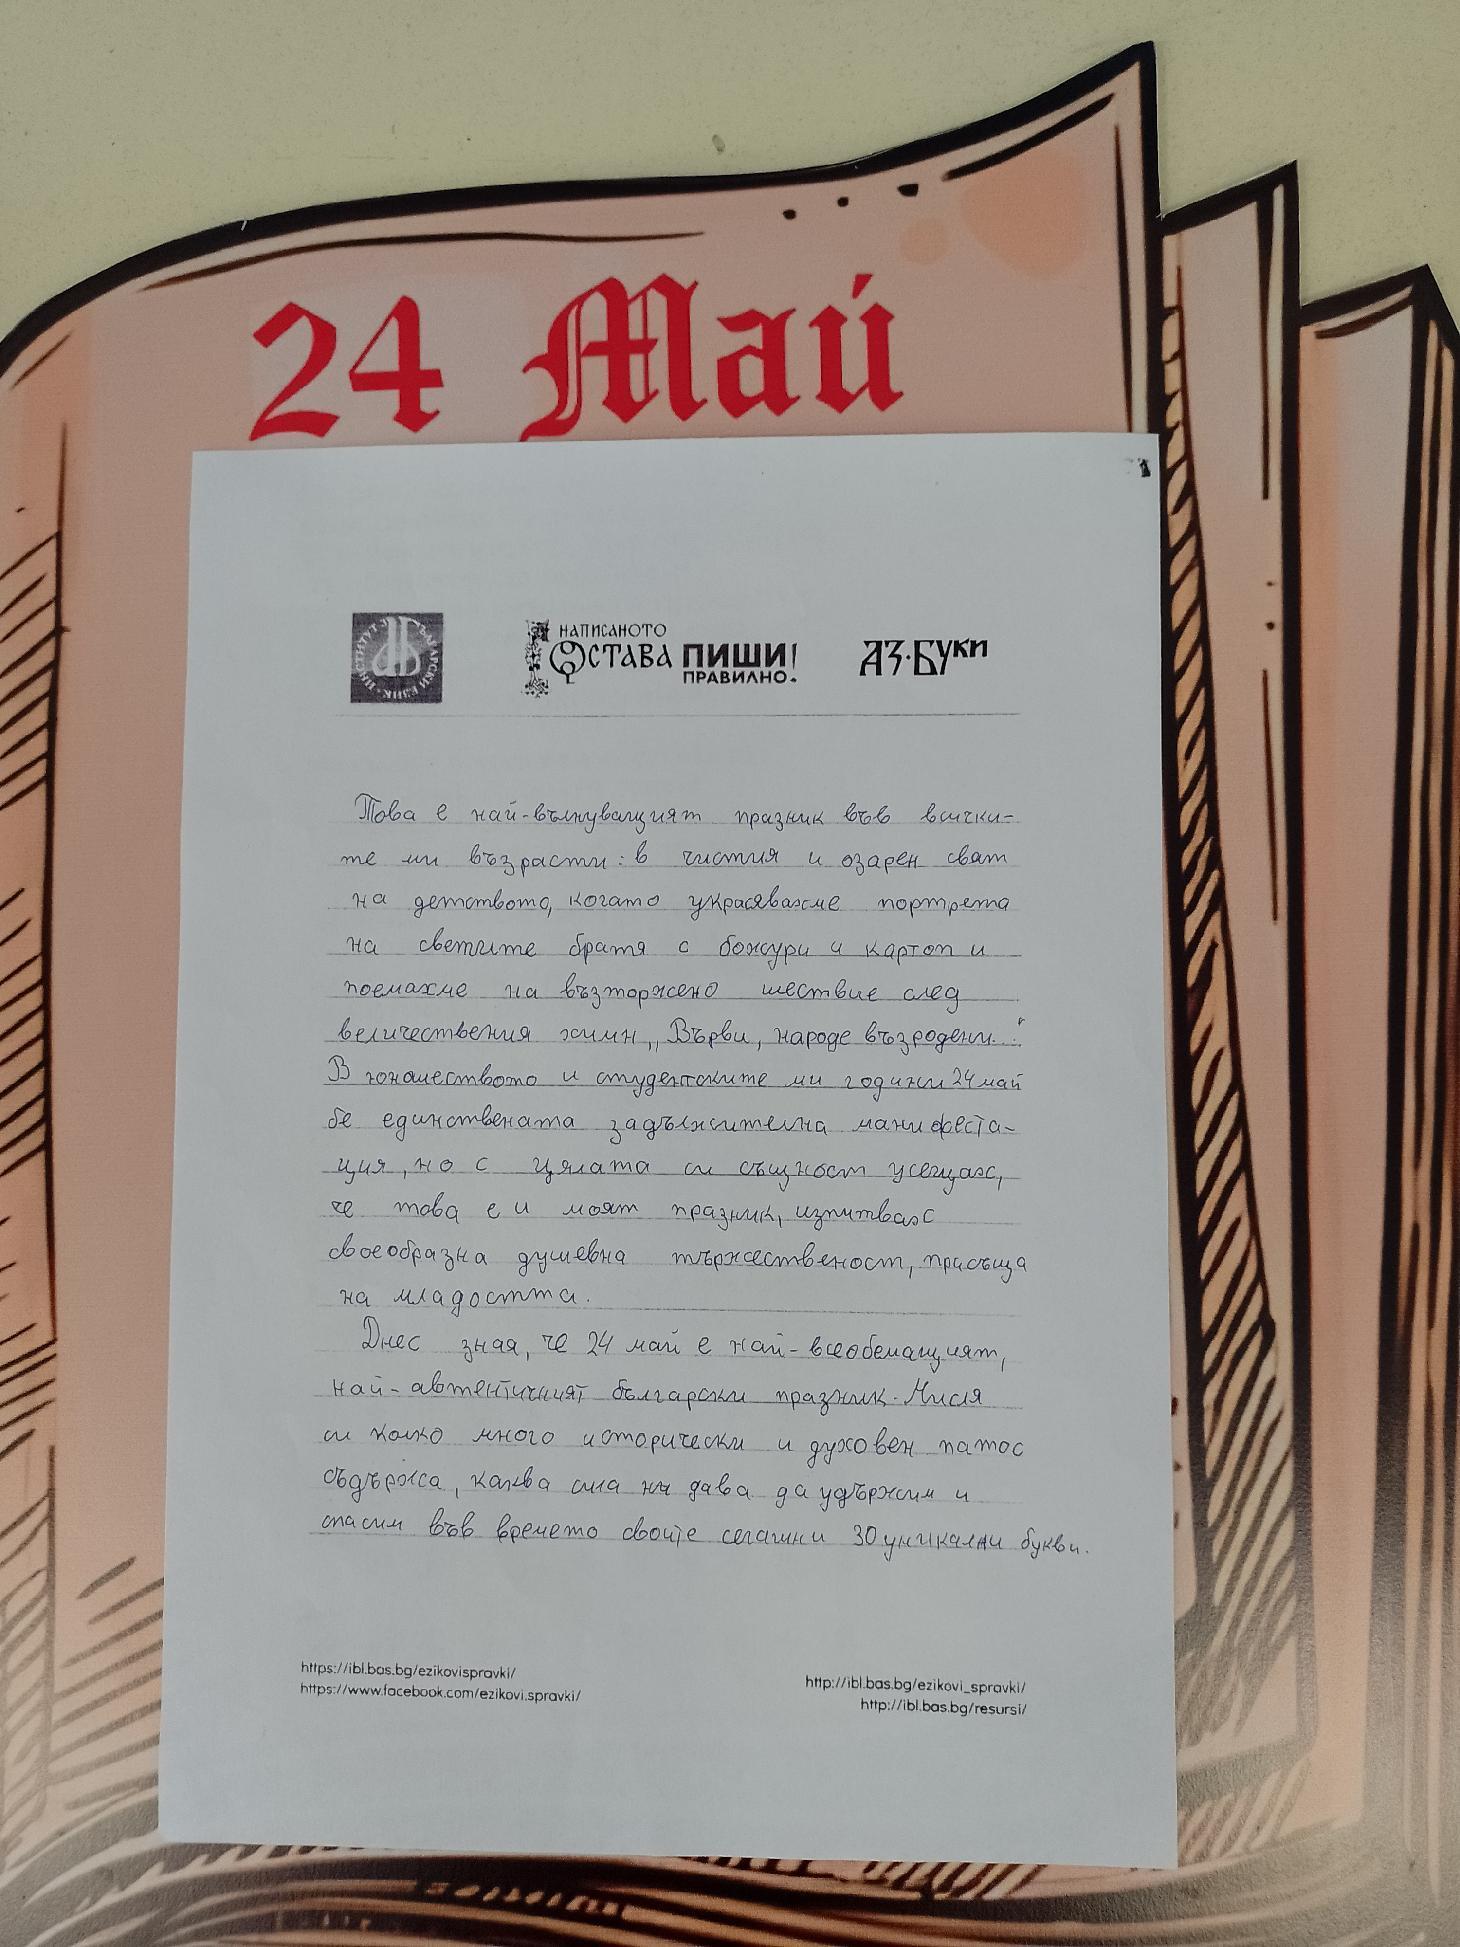 24 Май
ИНСТИТУТ ЗА БЪЛГАРСКИ ЕЗИК
НАПИСАНОТО
ОСТАВА ПИШИ!
ПРАВИЛНО.
АЗ·БУКИ
Това е най-вълнуващият празник във всички-
те ми възрасти: в чистия и озарен сват
на детството, когато украсявахме портрета
на светите братя с божури и картоп и
поемахме на възторжено шествие след
величествения химн „Върви, народе възродени..."
В юношеството и студентските ми години 24 май
бе единствената задължителна манифеста-
ция, но с цялата си същност усещах,
че това е и моят празник, изпитвах
своеобразна душевна тържественост, присъща
на младостта.
Днес зная, че 24 май е най-всеобемащият,
най-автентичният български празник. Мисля
си колко много исторически и духовен патос
съдържа, каква сила ни дава да удържим и
спасим във времето своите сегашни 30 уникални букви.
https://ibl.bas.bg/ezikovispravki/
https://www.facebook.com/ezikovi.spravki/
http://ibl.bas.bg/ezikovi_spravki/
http://ibl.bas.bg/resursi/